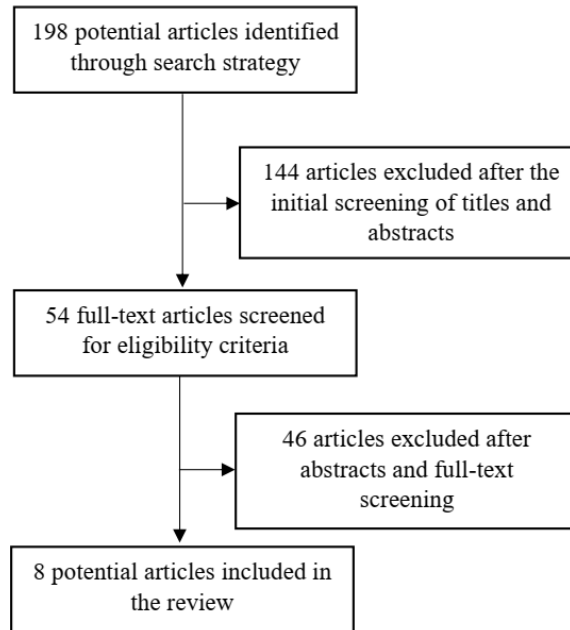 198 potential articles identified
through search strategy
144 articles excluded after the
initial screening of titles and
abstracts
54 full-text articles screened
for eligibility criteria
46 articles excluded after
abstracts and full-text
screening
8 potential articles included in
the review